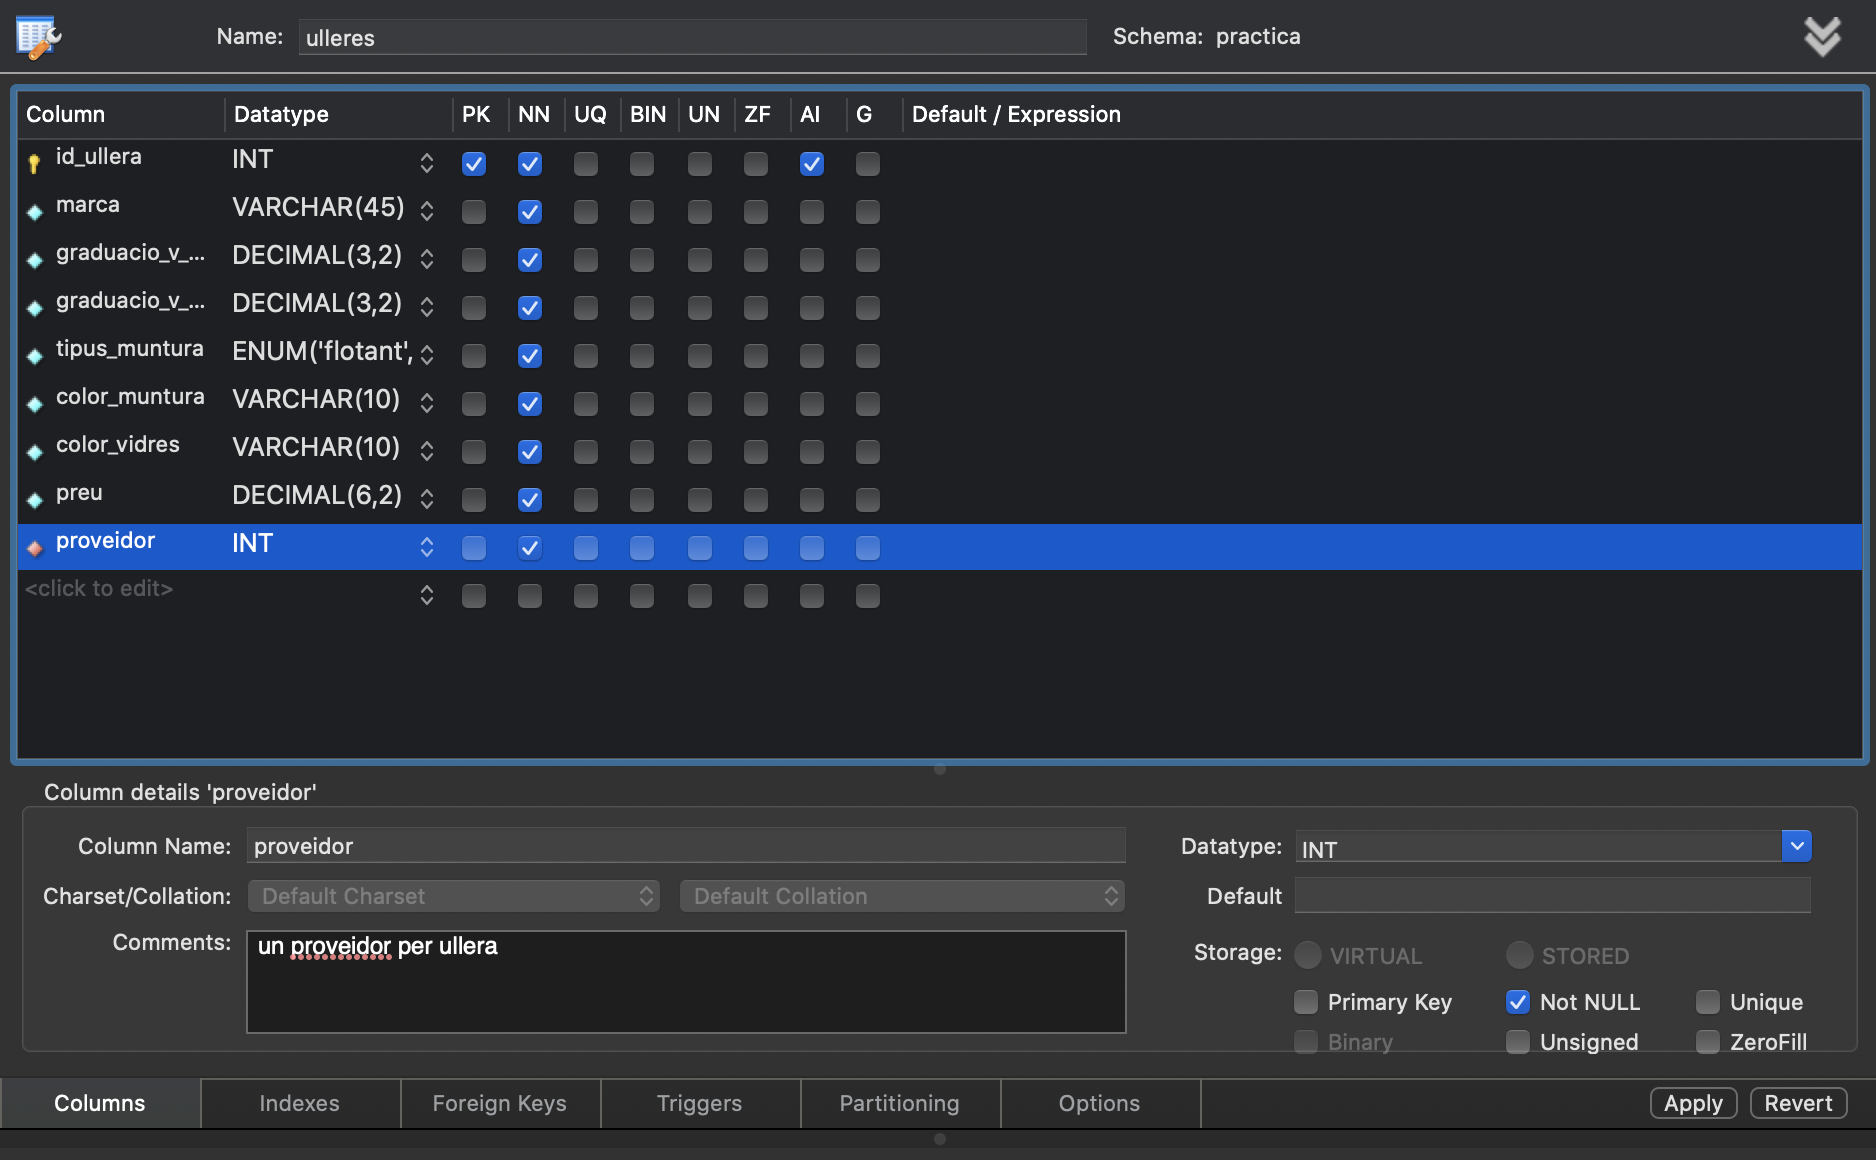 Name: ulleres Schema: practica
Column Datatype PK NN UQ BIN UN ZF AI G Default / Expression
id_ullera INT
marca VARCHAR(45)
graduacio_v_... DECIMAL(3,2)
graduacio_v_... DECIMAL(3,2)
tipus_muntura ENUM('flotant',
color_muntura VARCHAR(10)
color_vidres VARCHAR(10)
preu DECIMAL(6,2)
proveidor INT
<click to edit>
Column details 'proveidor'
Column Name: proveidor Datatype: INT
Charset/Collation: Default Charset Default Collation Default
Comments: un proveidor per ullera
Storage: VIRTUAL STORED
Primary Key Not NULL Unique
Binary Unsigned ZeroFill
Columns Indexes Foreign Keys Triggers Partitioning Options Apply Revert